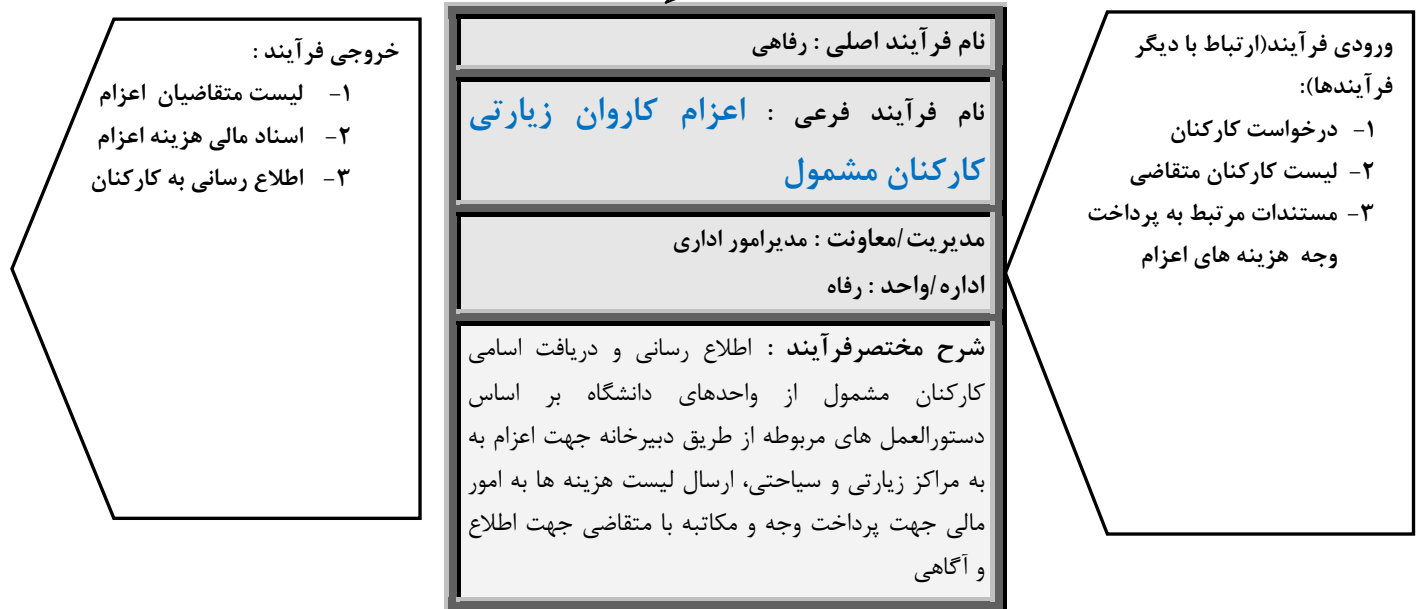 ورودی فرآیند(ارتباط با دیگر
فرآیندها):
۱- درخواست کارکنان
۲- لیست کارکنان متقاضی
۳- مستندات مرتبط به پرداخت
وجه هزینه های اعزام
نام فرآیند اصلی : رفاهی
نام فرآیند فرعی : اعزام کاروان زیارتی
کارکنان مشمول
مدیریت/معاونت : مدیرامور اداری
اداره/واحد : رفاه
شرح مختصرفرآیند : اطلاع رسانی و دریافت اسامی
کارکنان مشمول از واحدهای دانشگاه بر اساس
دستورالعمل های مربوطه از طریق دبیرخانه جهت اعزام به
به مراکز زیارتی و سیاحتی، ارسال لیست هزینه ها به امور
مالی جهت پرداخت وجه و مکاتبه با متقاضی جهت اطلاع
و آگاهی
خروجی فرآیند :
۱- لیست متقاضیان اعزام
۲- اسناد مالی هزینه اعزام
۳- اطلاع رسانی به کارکنان